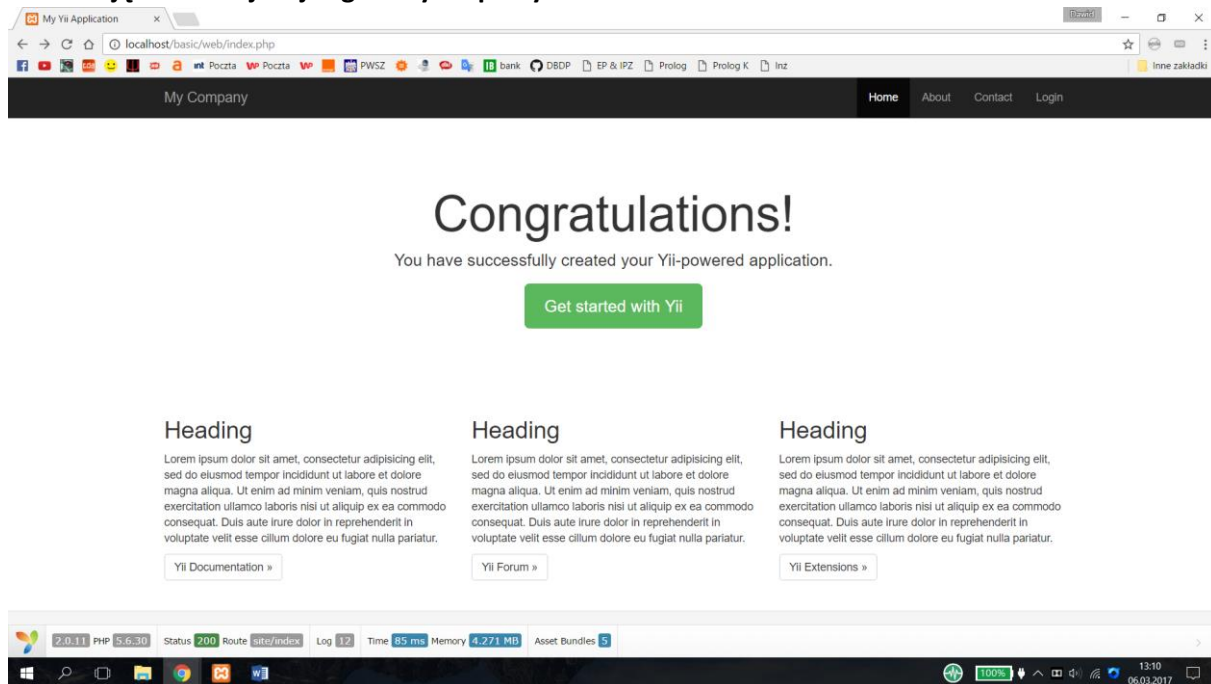 My Yii Application
Dawid
localhost/basic/web/index.php
int Poczta WP Poczta WP PWSZ IB bank DBDP EP & IPZ Prolog Prolog K Inż Inne zakładki
My Company Home About Contact Login
Congratulations!
You have successfully created your Yii-powered application.
Get started with Yii
Heading
Lorem ipsum dolor sit amet, consectetur adipisicing elit,
sed do eiusmod tempor incididunt ut labore et dolore
magna aliqua. Ut enim ad minim veniam, quis nostrud
exercitation ullamco laboris nisi ut aliquip ex ea commodo
consequat. Duis aute irure dolor in reprehenderit in
voluptate velit esse cillum dolore eu fugiat nulla pariatur.
Yii Documentation »
Heading
Lorem ipsum dolor sit amet, consectetur adipisicing elit,
sed do eiusmod tempor incididunt ut labore et dolore
magna aliqua. Ut enim ad minim veniam, quis nostrud
exercitation ullamco laboris nisi ut aliquip ex ea commodo
consequat. Duis aute irure dolor in reprehenderit in
voluptate velit esse cillum dolore eu fugiat nulla pariatur.
Yii Forum »
Heading
Lorem ipsum dolor sit amet, consectetur adipisicing elit,
sed do eiusmod tempor incididunt ut labore et dolore
magna aliqua. Ut enim ad minim veniam, quis nostrud
exercitation ullamco laboris nisi ut aliquip ex ea commodo
consequat. Duis aute irure dolor in reprehenderit in
voluptate velit esse cillum dolore eu fugiat nulla pariatur.
Yii Extensions »
2.0.11 PHP 5.6.30 Status 200 Route site/index Log 12 Time 85 ms Memory 4.271 MB Asset Bundles 5
100% 13:10
06.03.2017